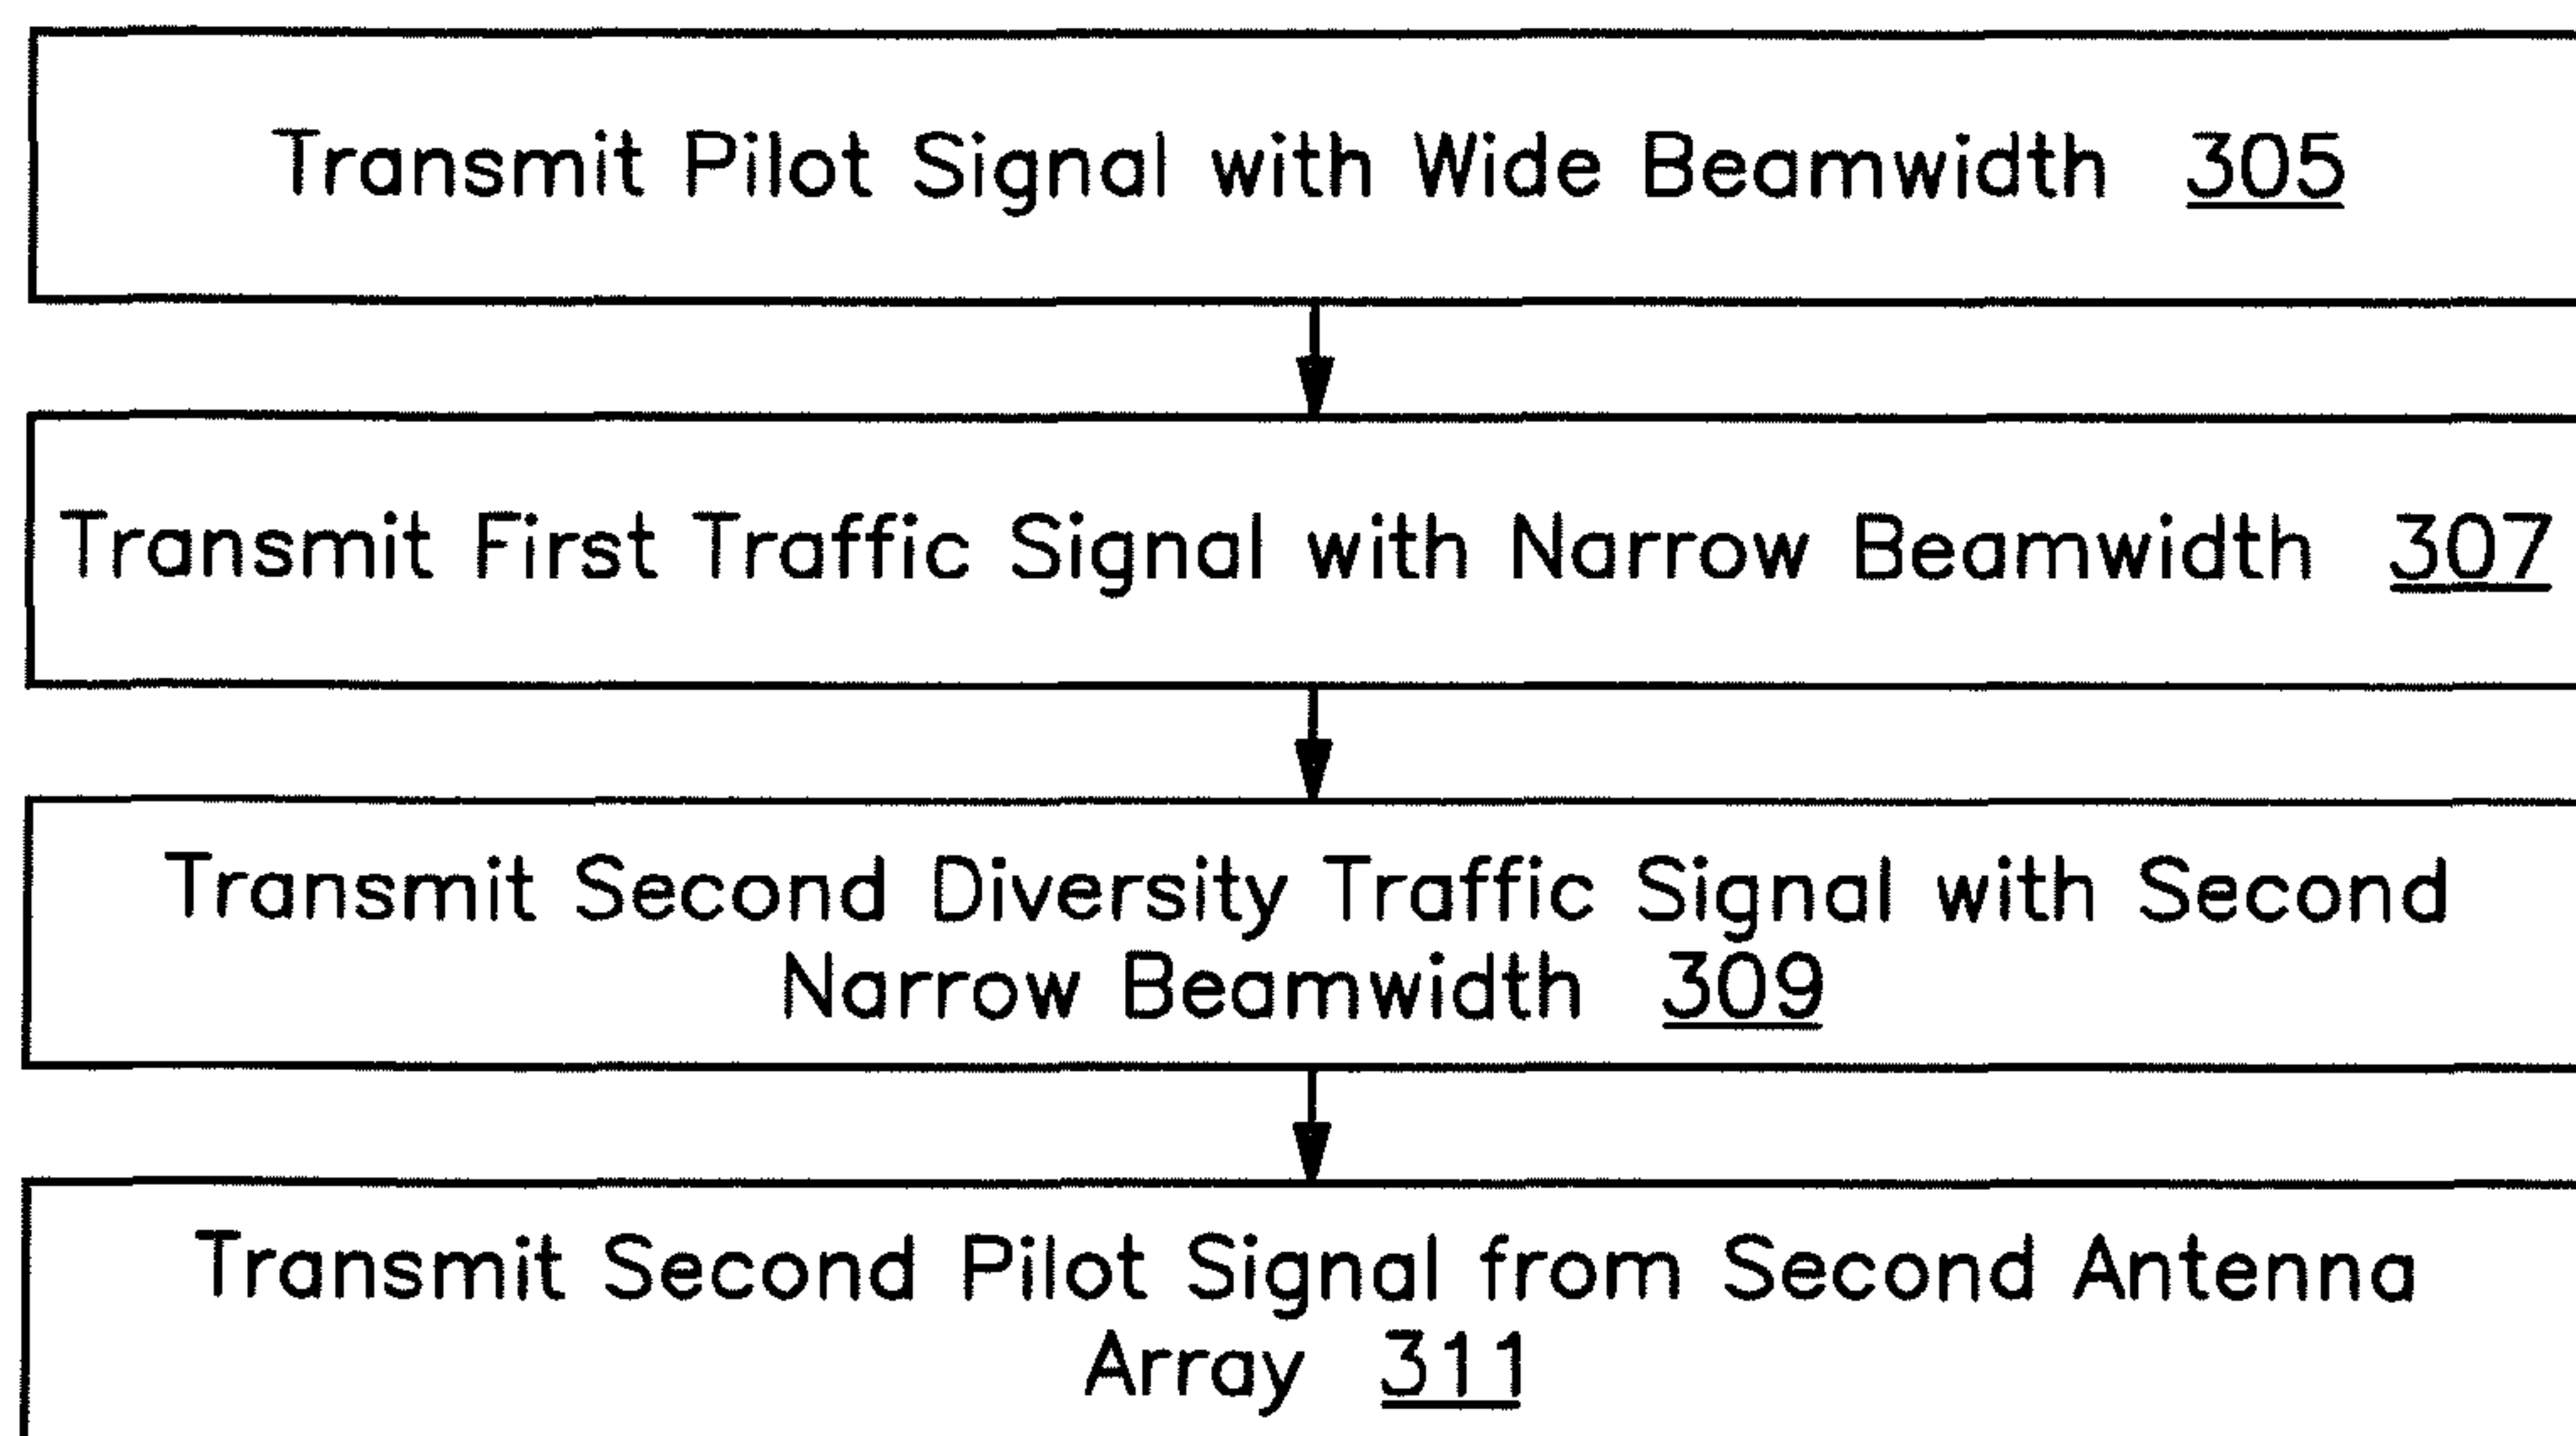 Transmit Pilot Signal with Wide Beamwidth 305
Transmit First Traffic Signal with Narrow Beamwidth 307
Transmit Second Diversity Traffic Signal with Second
Narrow Beamwidth 309
Transmit Second Pilot Signal from Second Antenna
Array 311